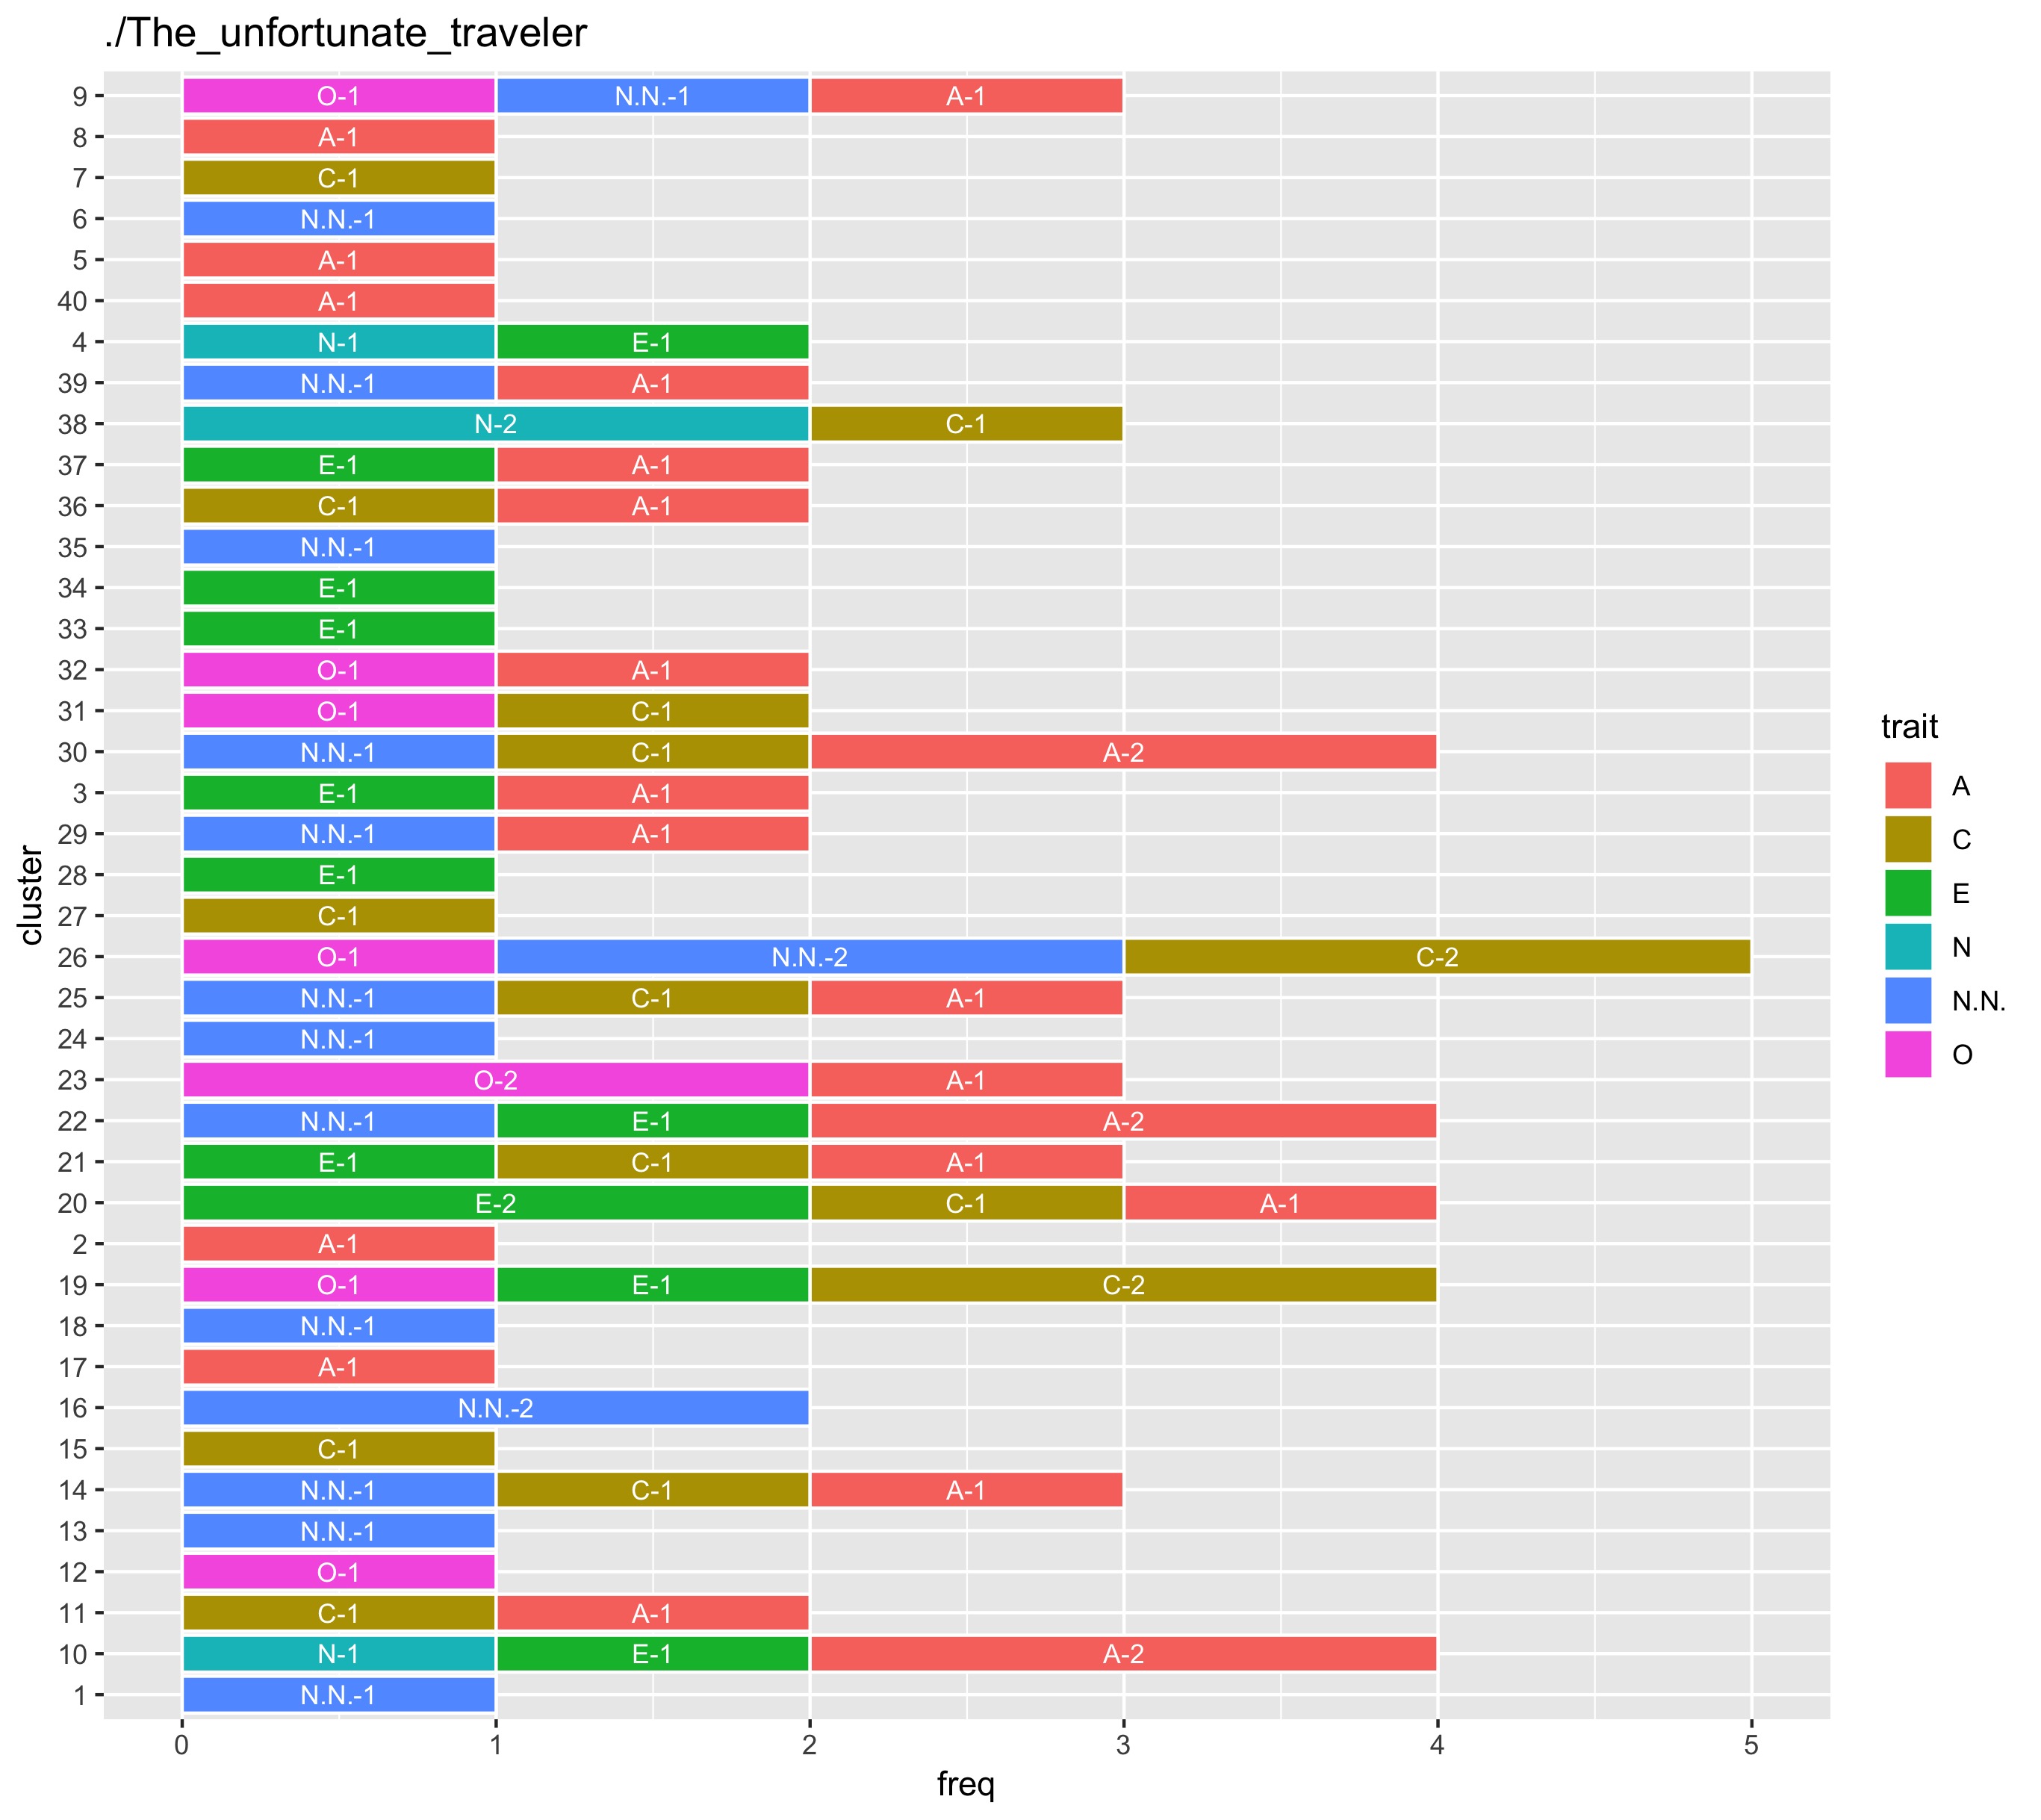 ./The_unfortunate_traveler
9 O-1 N.N.-1 A-1
8 A-1
7 C-1
6 N.N.-1
5 A-1
40 A-1
4 N-1 E-1
39 N.N.-1 A-1
38 N-2 C-1
37 E-1 A-1
36 C-1 A-1
35 N.N.-1
34 E-1
33 E-1
32 O-1 A-1
31 O-1 C-1
30 N.N.-1 C-1 A-2
3 E-1 A-1
29 N.N.-1 A-1
28 E-1
27 C-1
26 O-1 N.N.-2 C-2
25 N.N.-1 C-1 A-1
24 N.N.-1
23 O-2 A-1
22 N.N.-1 E-1 A-2
21 E-1 C-1 A-1
20 E-2 C-1 A-1
2 A-1
19 O-1 E-1 C-2
18 N.N.-1
17 A-1
16 N.N.-2
15 C-1
14 N.N.-1 C-1 A-1
13 N.N.-1
12 O-1
11 C-1 A-1
10 N-1 E-1 A-2
1 N.N.-1
0 1 2 3 4 5
freq
cluster
trait
A
C
E
N
N.N.
O